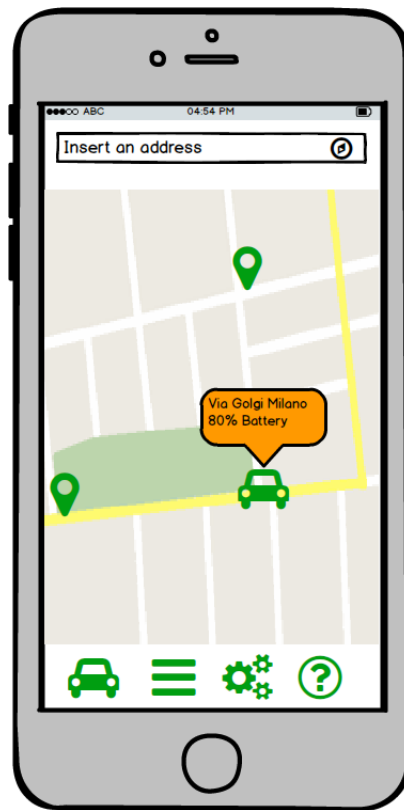 ABC 04:54 PM
Insert an address
Via Golgi Milano
80% Battery
?